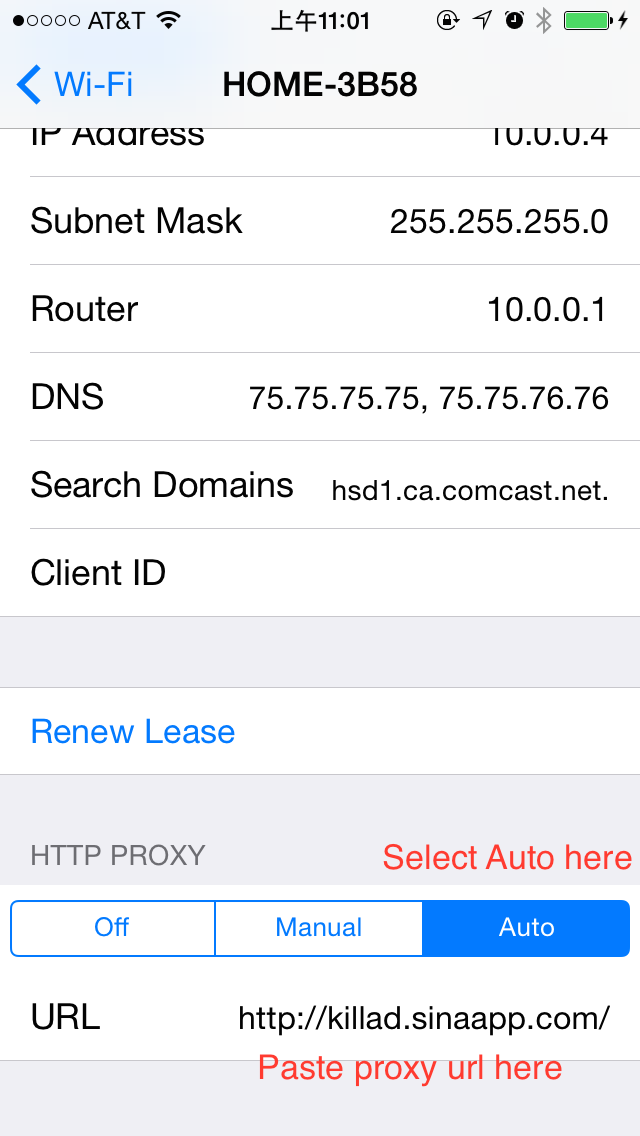 AT&T 上午11:01
Wi-Fi HOME-3B58
IP Address 10.0.0.4
Subnet Mask 255.255.255.0
Router 10.0.0.1
DNS 75.75.75.75, 75.75.76.76
Search Domains hsd1.ca.comcast.net.
Client ID
Renew Lease
HTTP PROXY Select Auto here
Off Manual Auto
URL http://killad.sinaapp.com/
Paste proxy url here